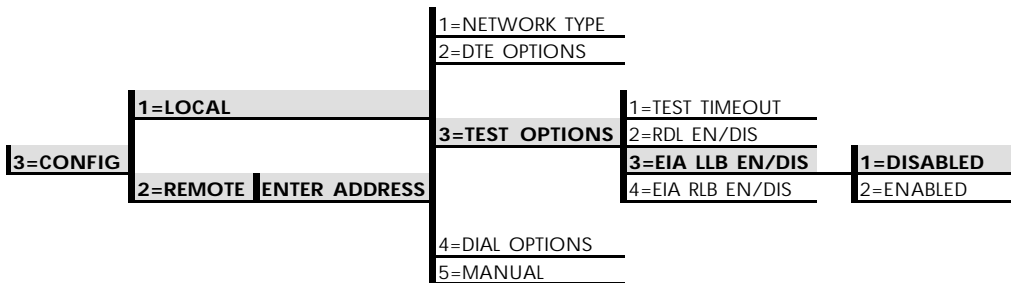 1=NETWORK TYPE
2=DTE OPTIONS
1=LOCAL
1=TEST TIMEOUT
3=TEST OPTIONS
2=RDL EN/DIS
3=CONFIG
3=EIA LLB EN/DIS
1=DISABLED
2=REMOTE
ENTER ADDRESS
4=EIA RLB EN/DIS
2=ENABLED
4=DIAL OPTIONS
5=MANUAL